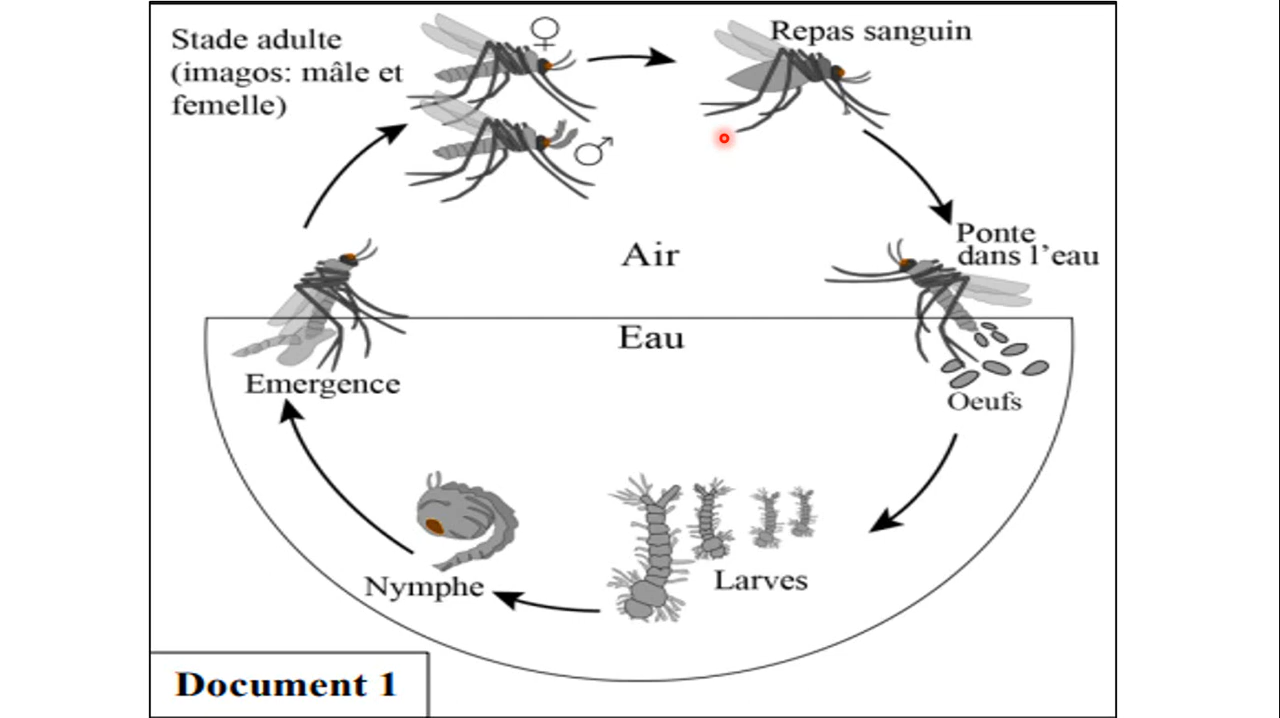 Stade adulte
(imagos: mâle et
femelle)
♀
♂
Repas sanguin
Ponte
dans l'eau
Air
Eau
Emergence
Oeufs
Nymphe
Larves
Document 1